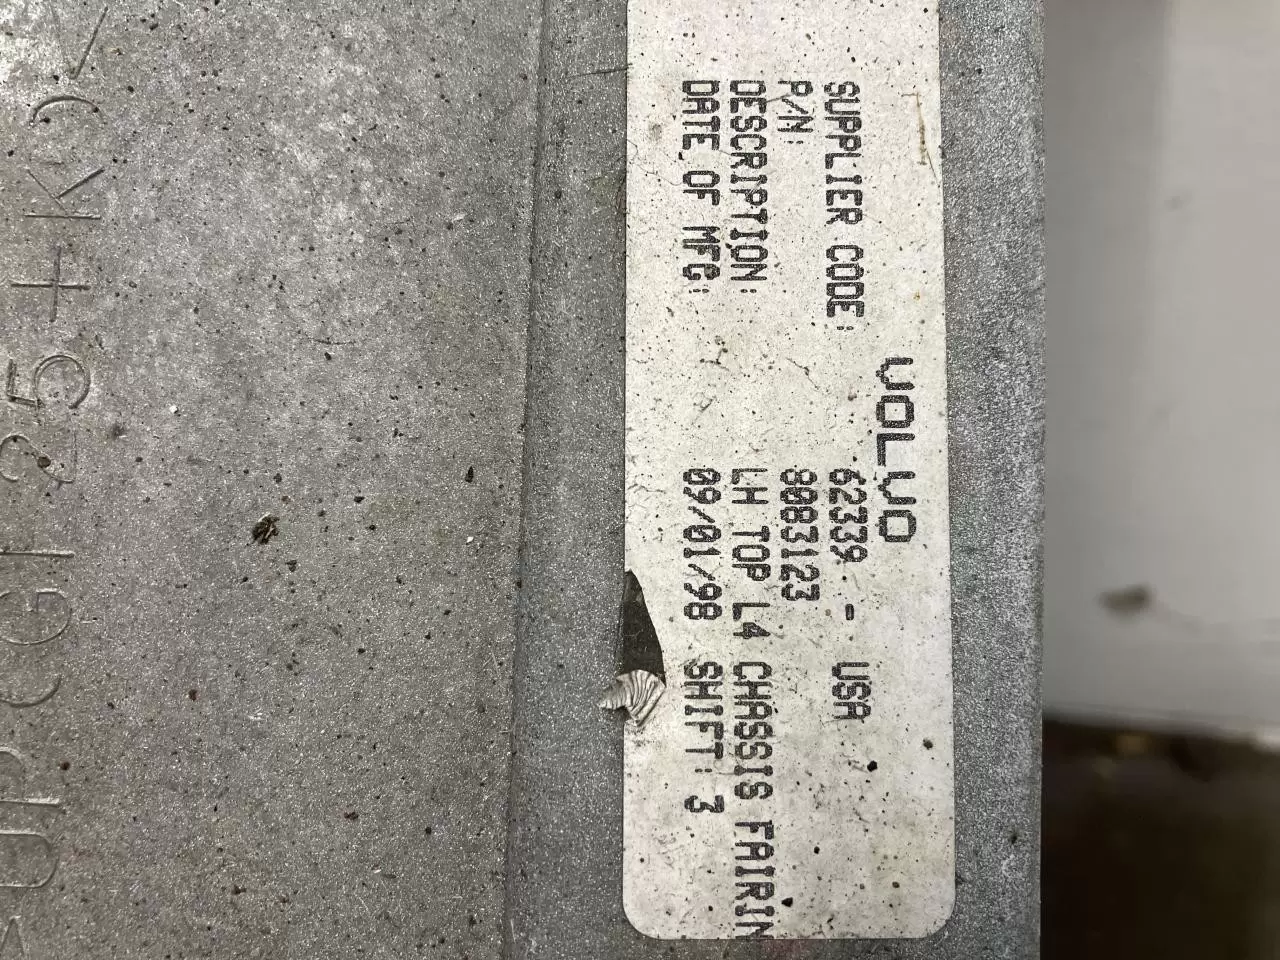 VOLVO
SUPPLIER CODE: 62339 - USA
P/N: 8083123
DESCRIPTION: LH TOP L4 CHASSIS FAIRIN
DATE OF MFG: 09/01/98 SHIFT: 3